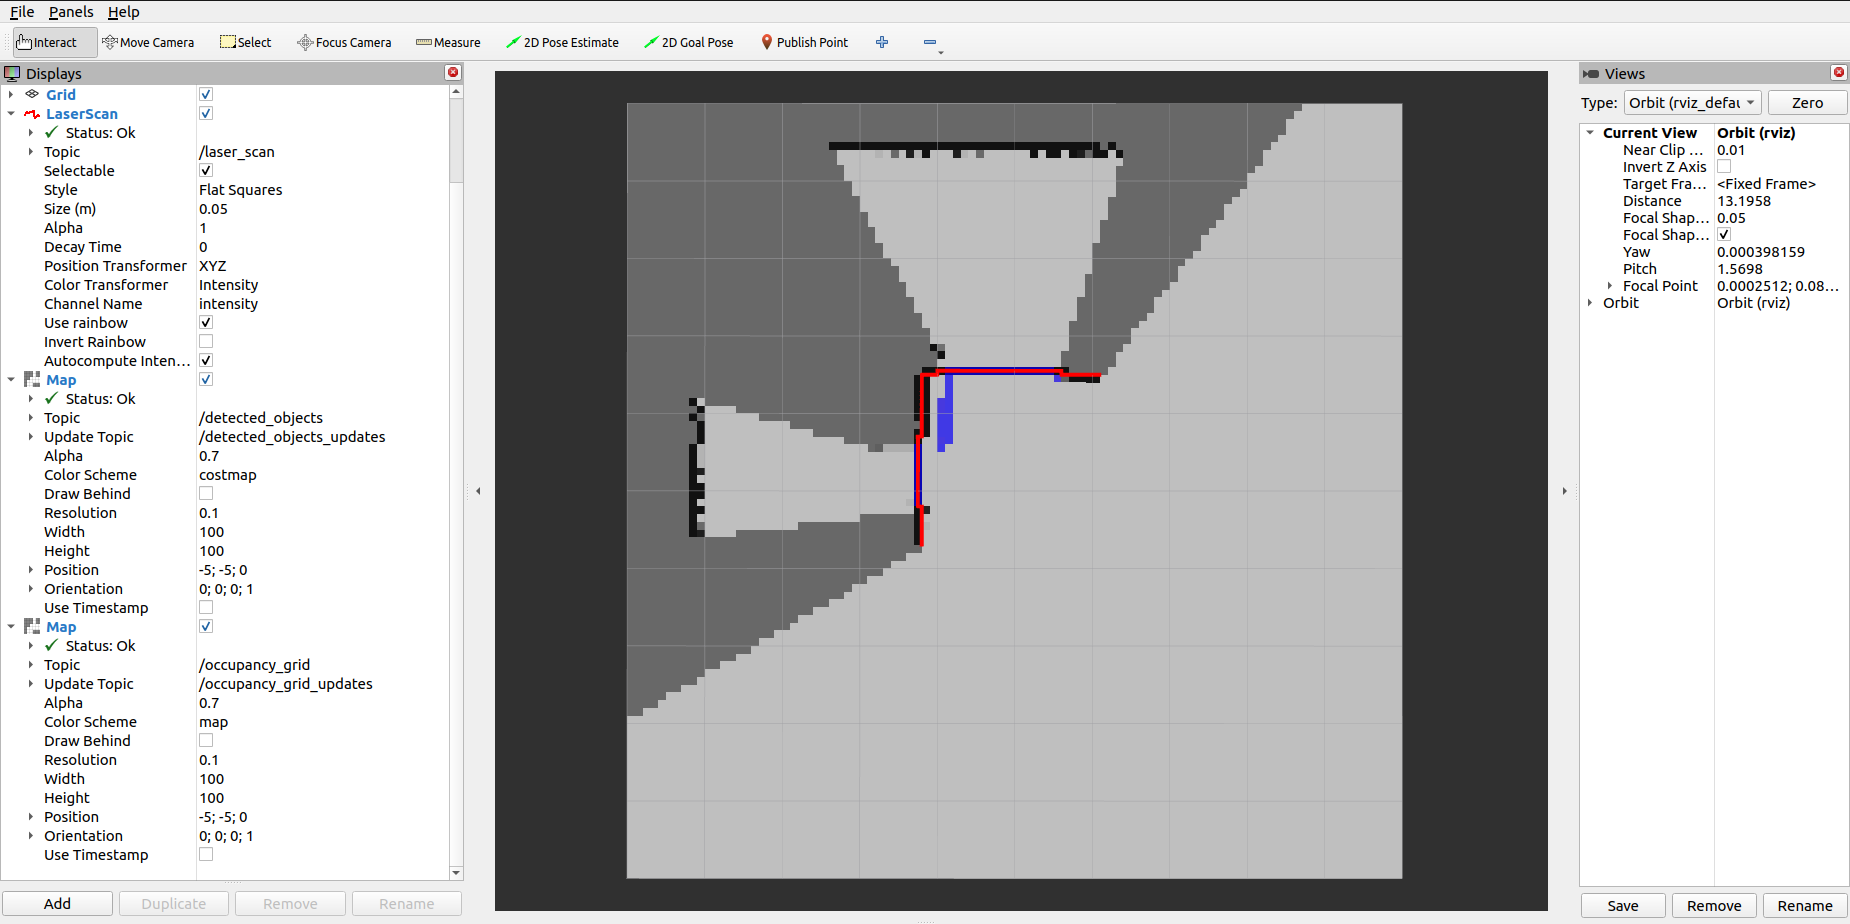 File Panels Help
Interact Move Camera Select Focus Camera Measure 2D Pose Estimate 2D Goal Pose Publish Point
Displays
Grid
LaserScan
Status: Ok
Topic /laser_scan
Selectable
Style Flat Squares
Size (m) 0.05
Alpha 1
Decay Time 0
Position Transformer XYZ
Color Transformer Intensity
Channel Name intensity
Use rainbow
Invert Rainbow
Autocompute Inten...
Map
Status: Ok
Topic /detected_objects
Update Topic /detected_objects_updates
Alpha 0.7
Color Scheme costmap
Draw Behind
Resolution 0.1
Width 100
Height 100
Position -5; -5; 0
Orientation 0; 0; 0; 1
Use Timestamp
Map
Status: Ok
Topic /occupancy_grid
Update Topic /occupancy_grid_updates
Alpha 0.7
Color Scheme map
Draw Behind
Resolution 0.1
Width 100
Height 100
Position -5; -5; 0
Orientation 0; 0; 0; 1
Use Timestamp
Add Duplicate Remove Rename
Views
Type: Orbit (rviz_defau Zero
Current View Orbit (rviz)
Near Clip ... 0.01
Invert Z Axis
Target Fra... <Fixed Frame>
Distance 13.1958
Focal Shap... 0.05
Focal Shap...
Yaw 0.000398159
Pitch 1.5698
Focal Point 0.0002512; 0.08...
Orbit Orbit (rviz)
Save Remove Rename